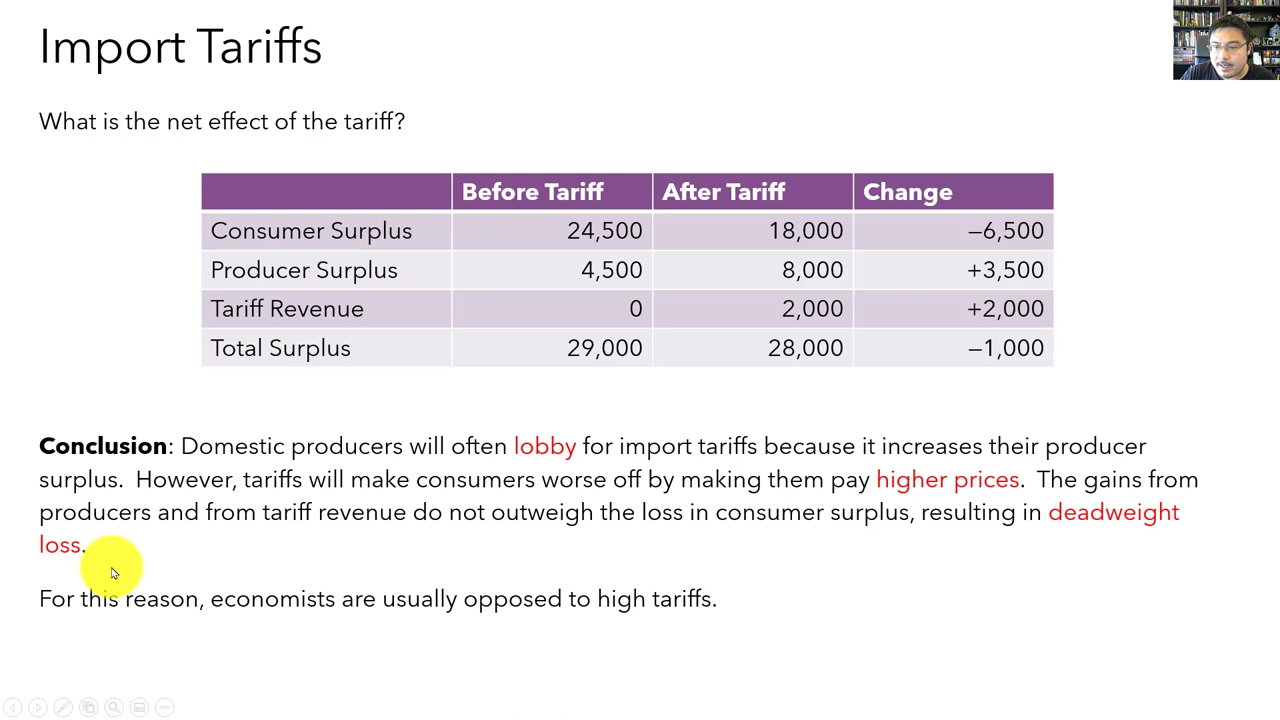 Import Tariffs
What is the net effect of the tariff?
Before Tariff After Tariff Change
Consumer Surplus 24,500 18,000 −6,500
Producer Surplus 4,500 8,000 +3,500
Tariff Revenue 0 2,000 +2,000
Total Surplus 29,000 28,000 −1,000
Conclusion: Domestic producers will often lobby for import tariffs because it increases their producer
surplus. However, tariffs will make consumers worse off by making them pay higher prices. The gains from
producers and from tariff revenue do not outweigh the loss in consumer surplus, resulting in deadweight
loss.
For this reason, economists are usually opposed to high tariffs.